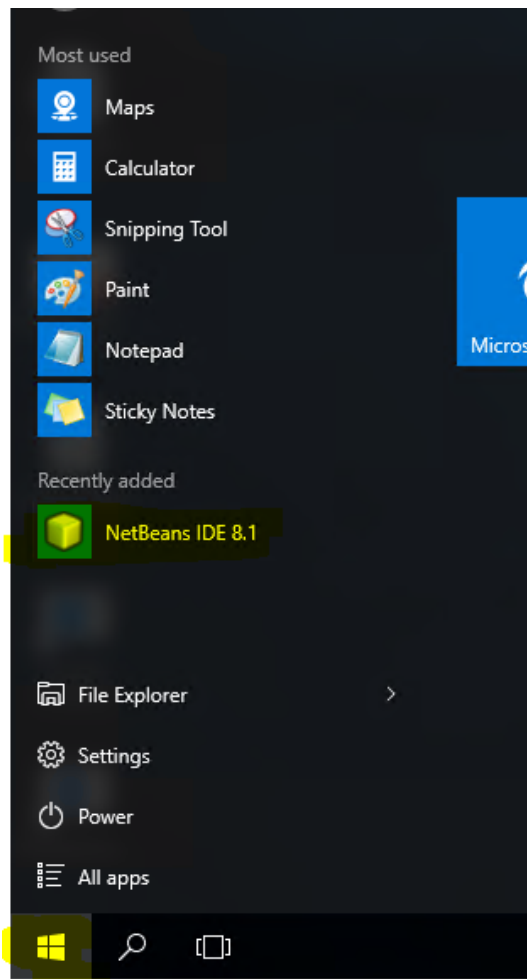 Most used
Maps
Calculator
Snipping Tool
Paint
Notepad
Micros
Sticky Notes
Recently added
NetBeans IDE 8.1
File Explorer
Settings
Power
All apps